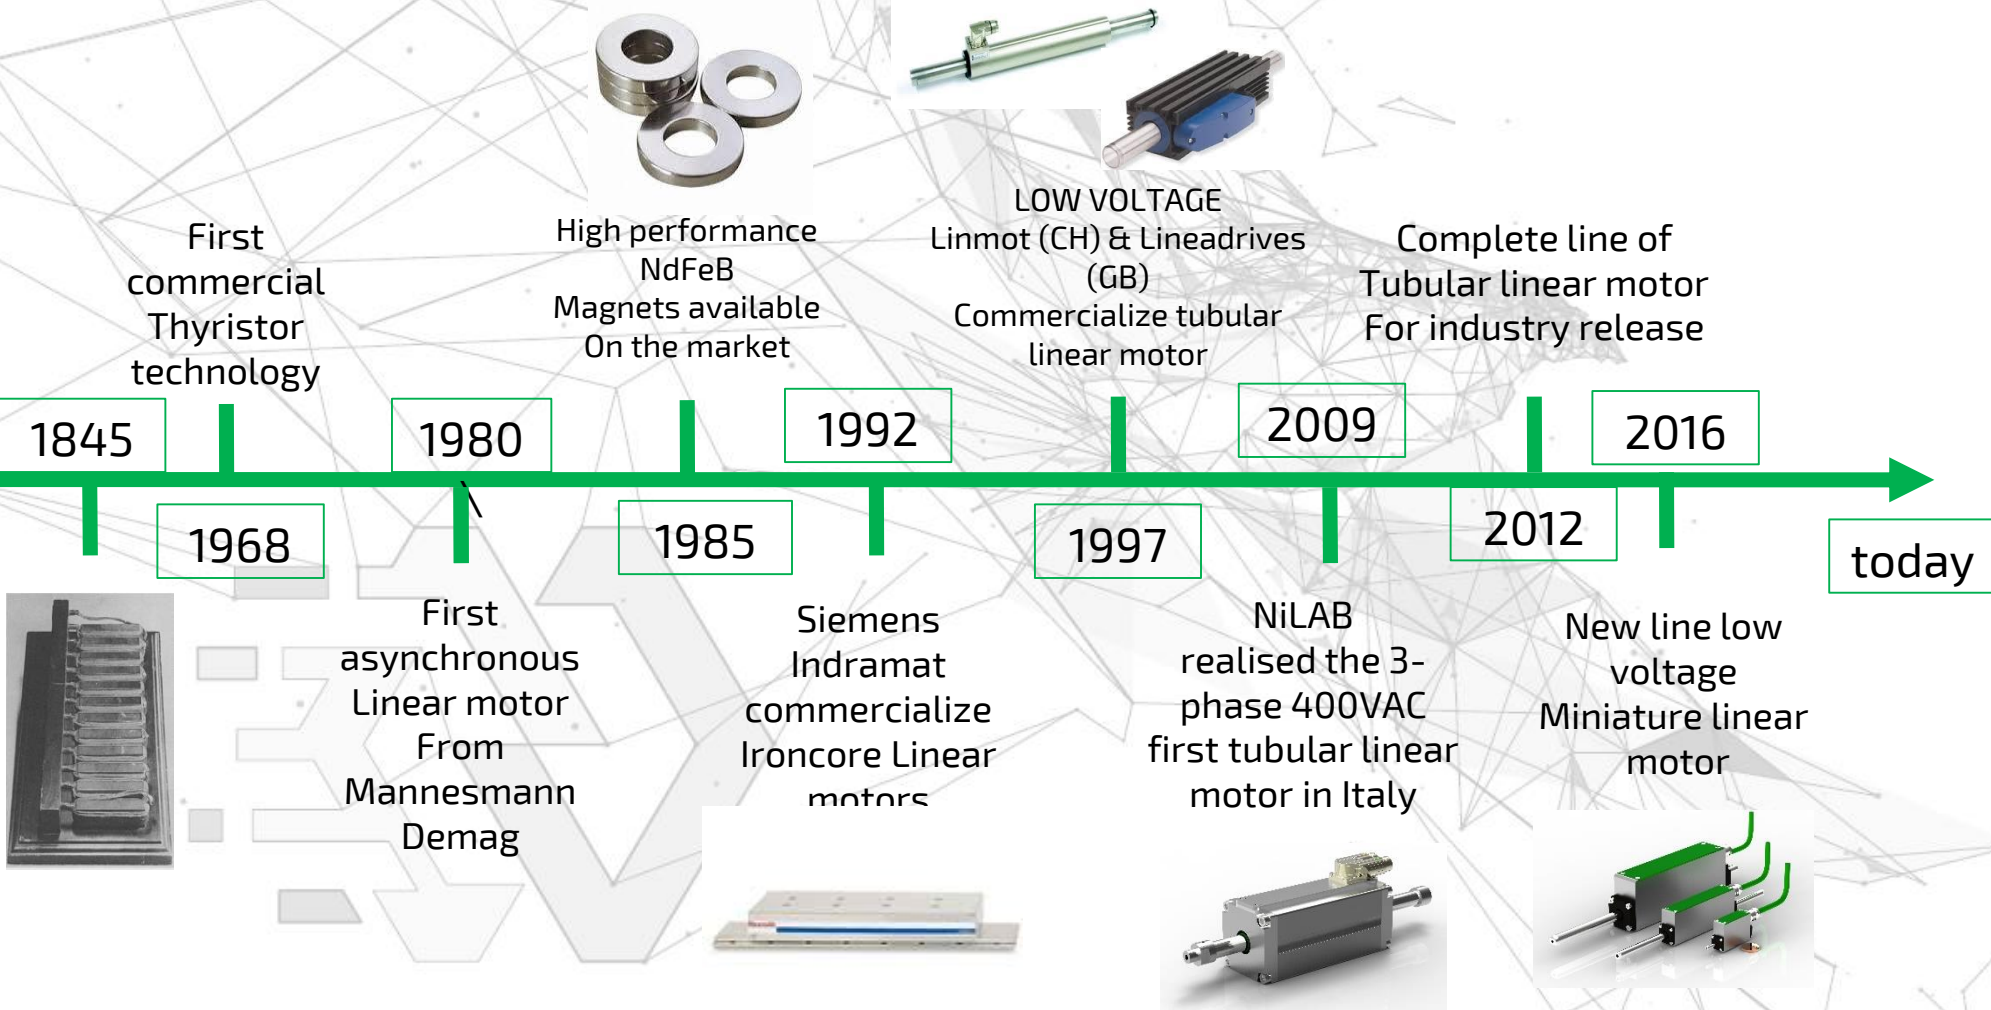 First
commercial
Thyristor
technology
High performance
NdFeB
Magnets available
On the market
LOW VOLTAGE
Linmot (CH) & Lineadrives
(GB)
Commercialize tubular
linear motor
Complete line of
Tubular linear motor
For industry release
1845
1980
1992
2009
2016
1968
1985
1997
2012
today
First
asynchronous
Linear motor
From
Mannesmann
Demag
Siemens
Indramat
commercialize
Ironcore Linear
motors
NiLAB
realised the 3-
phase 400VAC
first tubular linear
motor in Italy
New line low
voltage
Miniature linear
motor